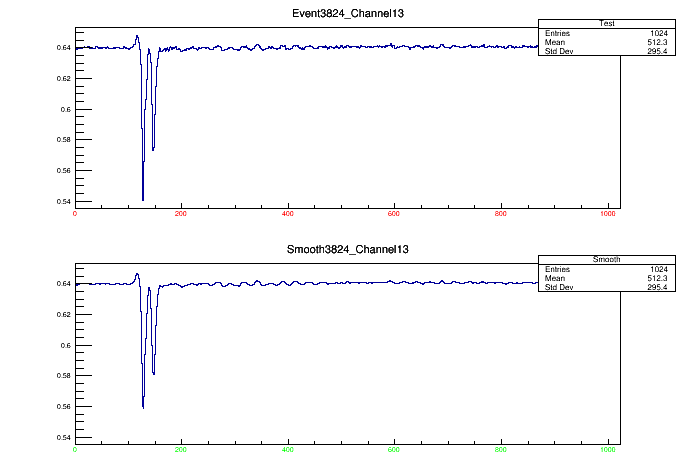 Event3824_Channel13
Test
Entries 1024
Mean 512.3
Std Dev 295.4
0.64
0.62
0.6
0.58
0.56
0.54
0 200 400 600 800 1000
Smooth3824_Channel13
Smooth
Entries 1024
Mean 512.3
Std Dev 295.4
0.64
0.62
0.6
0.58
0.56
0.54
0 200 400 600 800 1000